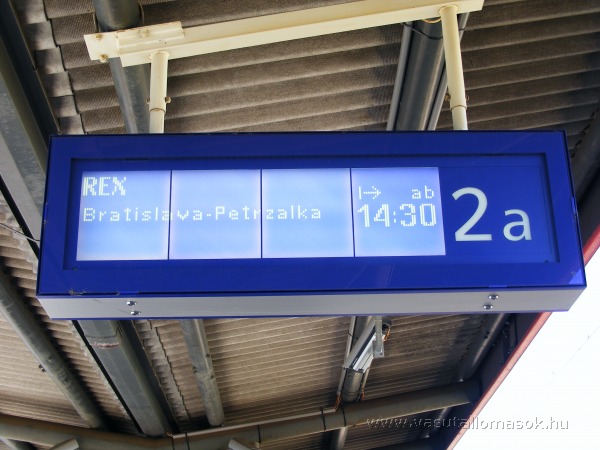 REX
Bratislava-Petrzalka
ab
14:30
2a
www.vasutallomasok.hu